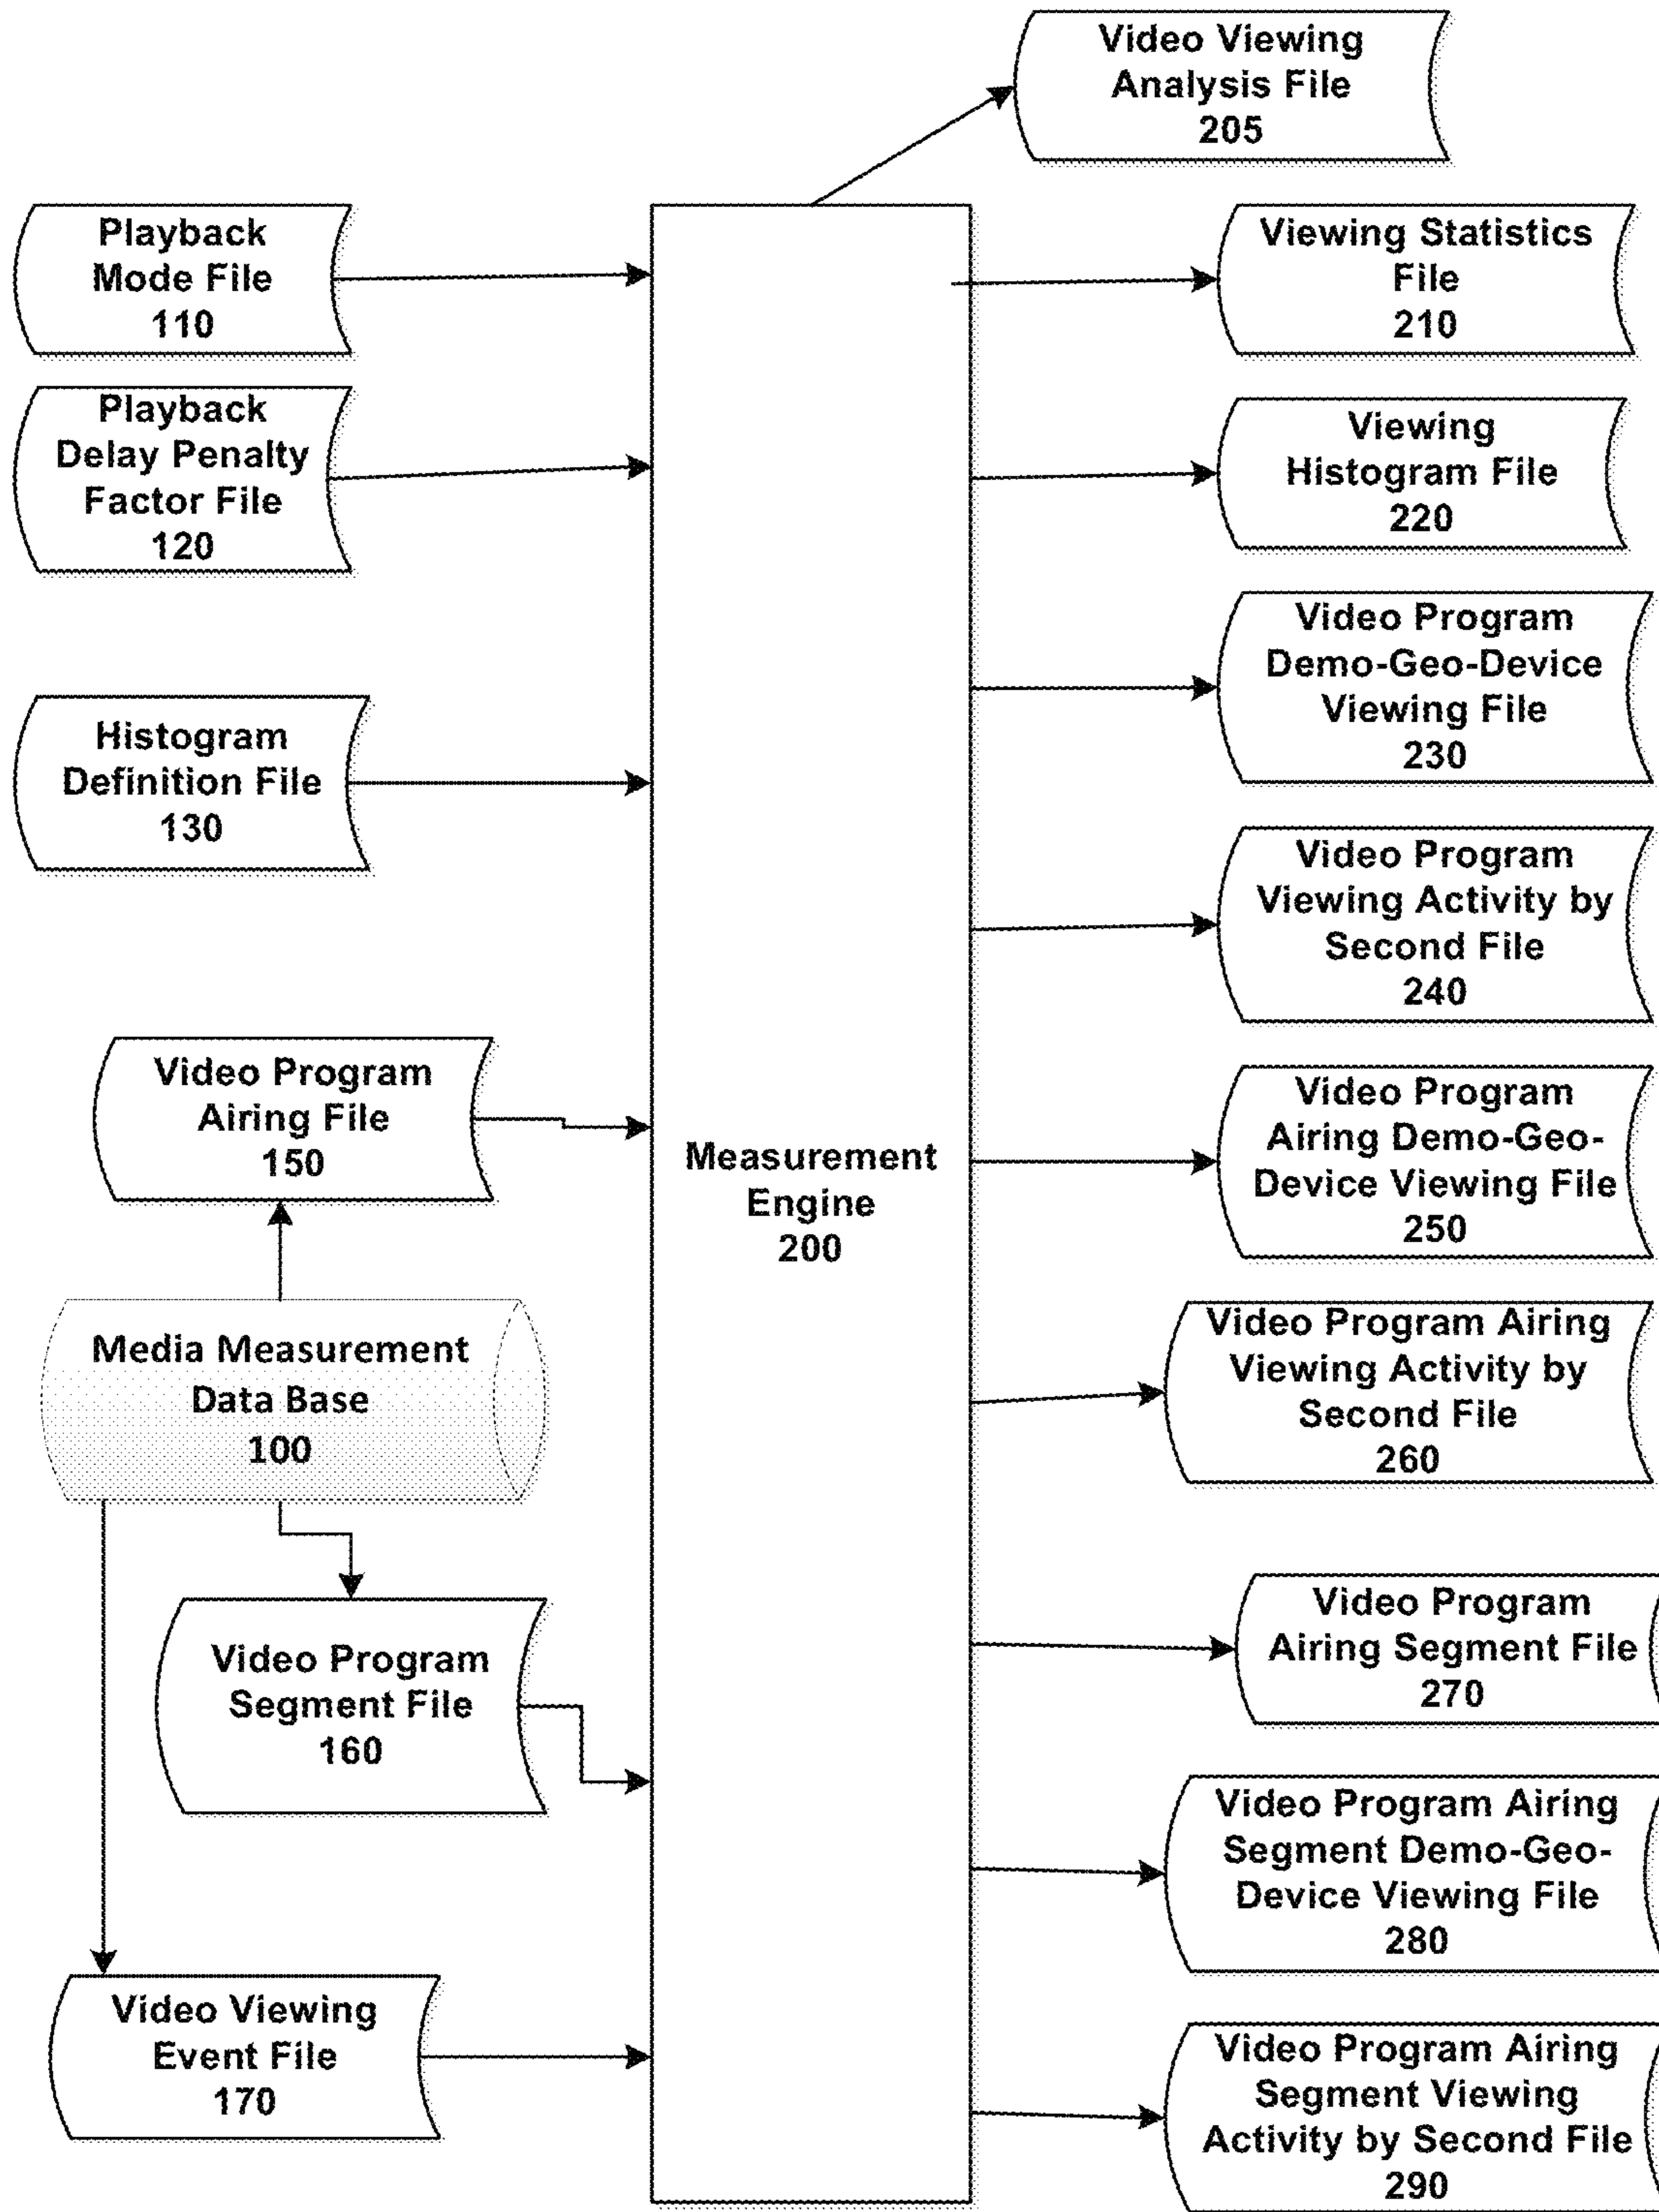 Video Viewing
Analysis File
205
Playback
Mode File
110
Playback
Delay Penalty
Factor File
120
Histogram
Definition File
130
Video Program
Airing File
150
Media Measurement
Data Base
100
Video Program
Segment File
160
Video Viewing
Event File
170
Measurement
Engine
200
Viewing Statistics
File
210
Viewing
Histogram File
220
Video Program
Demo-Geo-Device
Viewing File
230
Video Program
Viewing Activity by
Second File
240
Video Program
Airing Demo-Geo-
Device Viewing File
250
Video Program Airing
Viewing Activity by
Second File
260
Video Program
Airing Segment File
270
Video Program Airing
Segment Demo-Geo-
Device Viewing File
280
Video Program Airing
Segment Viewing
Activity by Second File
290